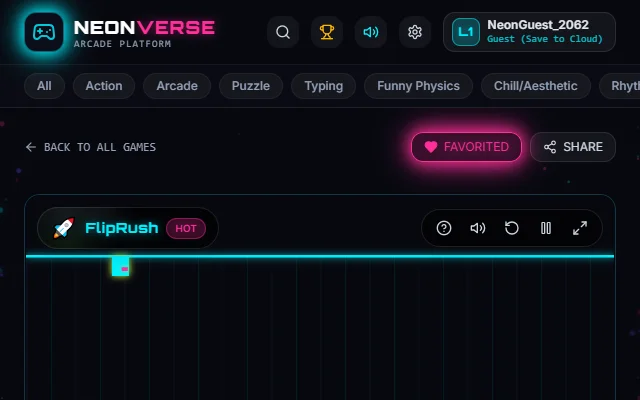 NEONVERSE
ARCADE PLATFORM
L1
NeonGuest_2062
Guest (Save to Cloud)
All
Action
Arcade
Puzzle
Typing
Funny Physics
Chill/Aesthetic
BACK TO ALL GAMES
FAVORITED
SHARE
FlipRush
HOT